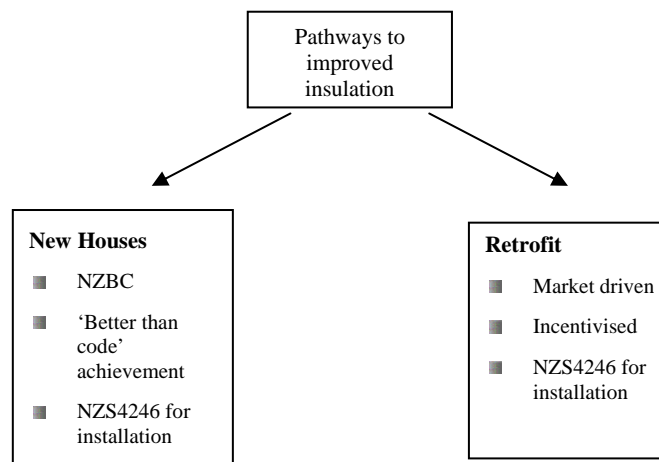 Pathways to
improved
insulation
New Houses
NZBC
‘Better than
code’
achievement
NZS4246 for
installation
Retrofit
Market driven
Incentivised
NZS4246 for
installation